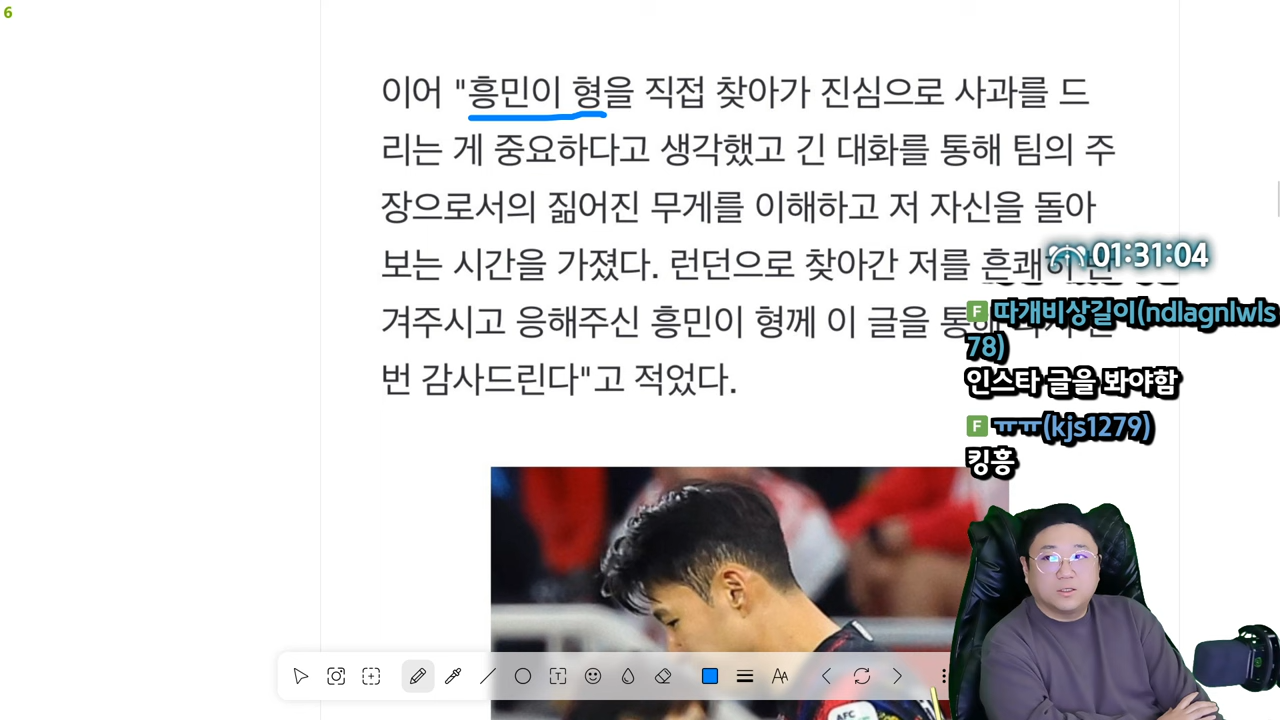 6
이어 "흥민이 형을 직접 찾아가 진심으로 사과를 드
리는 게 중요하다고 생각했고 긴 대화를 통해 팀의 주
장으로서의 짊어진 무게를 이해하고 저 자신을 돌아
보는 시간을 가졌다. 런던으로 찾아간 저를 흔쾌히
겨주시고 응해주신 흥민이 형께 이 글을 통해
번 감사드린다"고 적었다.
01:31:04
F 따개비상길이(ndlagnlwls
78)
인스타 글을 봐야함
F ㅠㅠ(kjs1279)
킹흥
T
AA
AFC